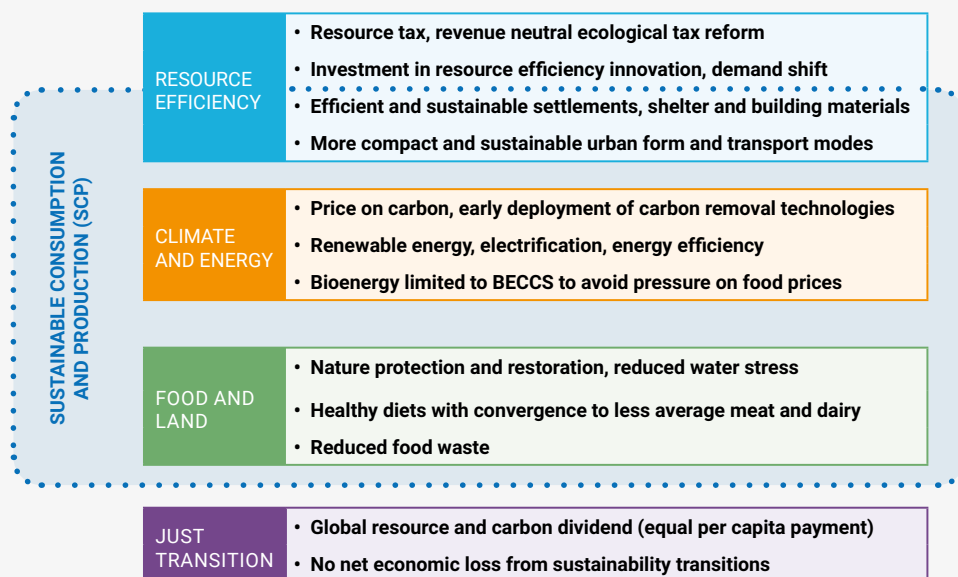 SUSTAINABLE CONSUMPTION
AND PRODUCTION (SCP)
RESOURCE
EFFICIENCY
• Resource tax, revenue neutral ecological tax reform
• Investment in resource efficiency innovation, demand shift
• Efficient and sustainable settlements, shelter and building materials
• More compact and sustainable urban form and transport modes
CLIMATE
AND ENERGY
• Price on carbon, early deployment of carbon removal technologies
• Renewable energy, electrification, energy efficiency
• Bioenergy limited to BECCS to avoid pressure on food prices
FOOD AND
LAND
• Nature protection and restoration, reduced water stress
• Healthy diets with convergence to less average meat and dairy
• Reduced food waste
JUST
TRANSITION
• Global resource and carbon dividend (equal per capita payment)
• No net economic loss from sustainability transitions